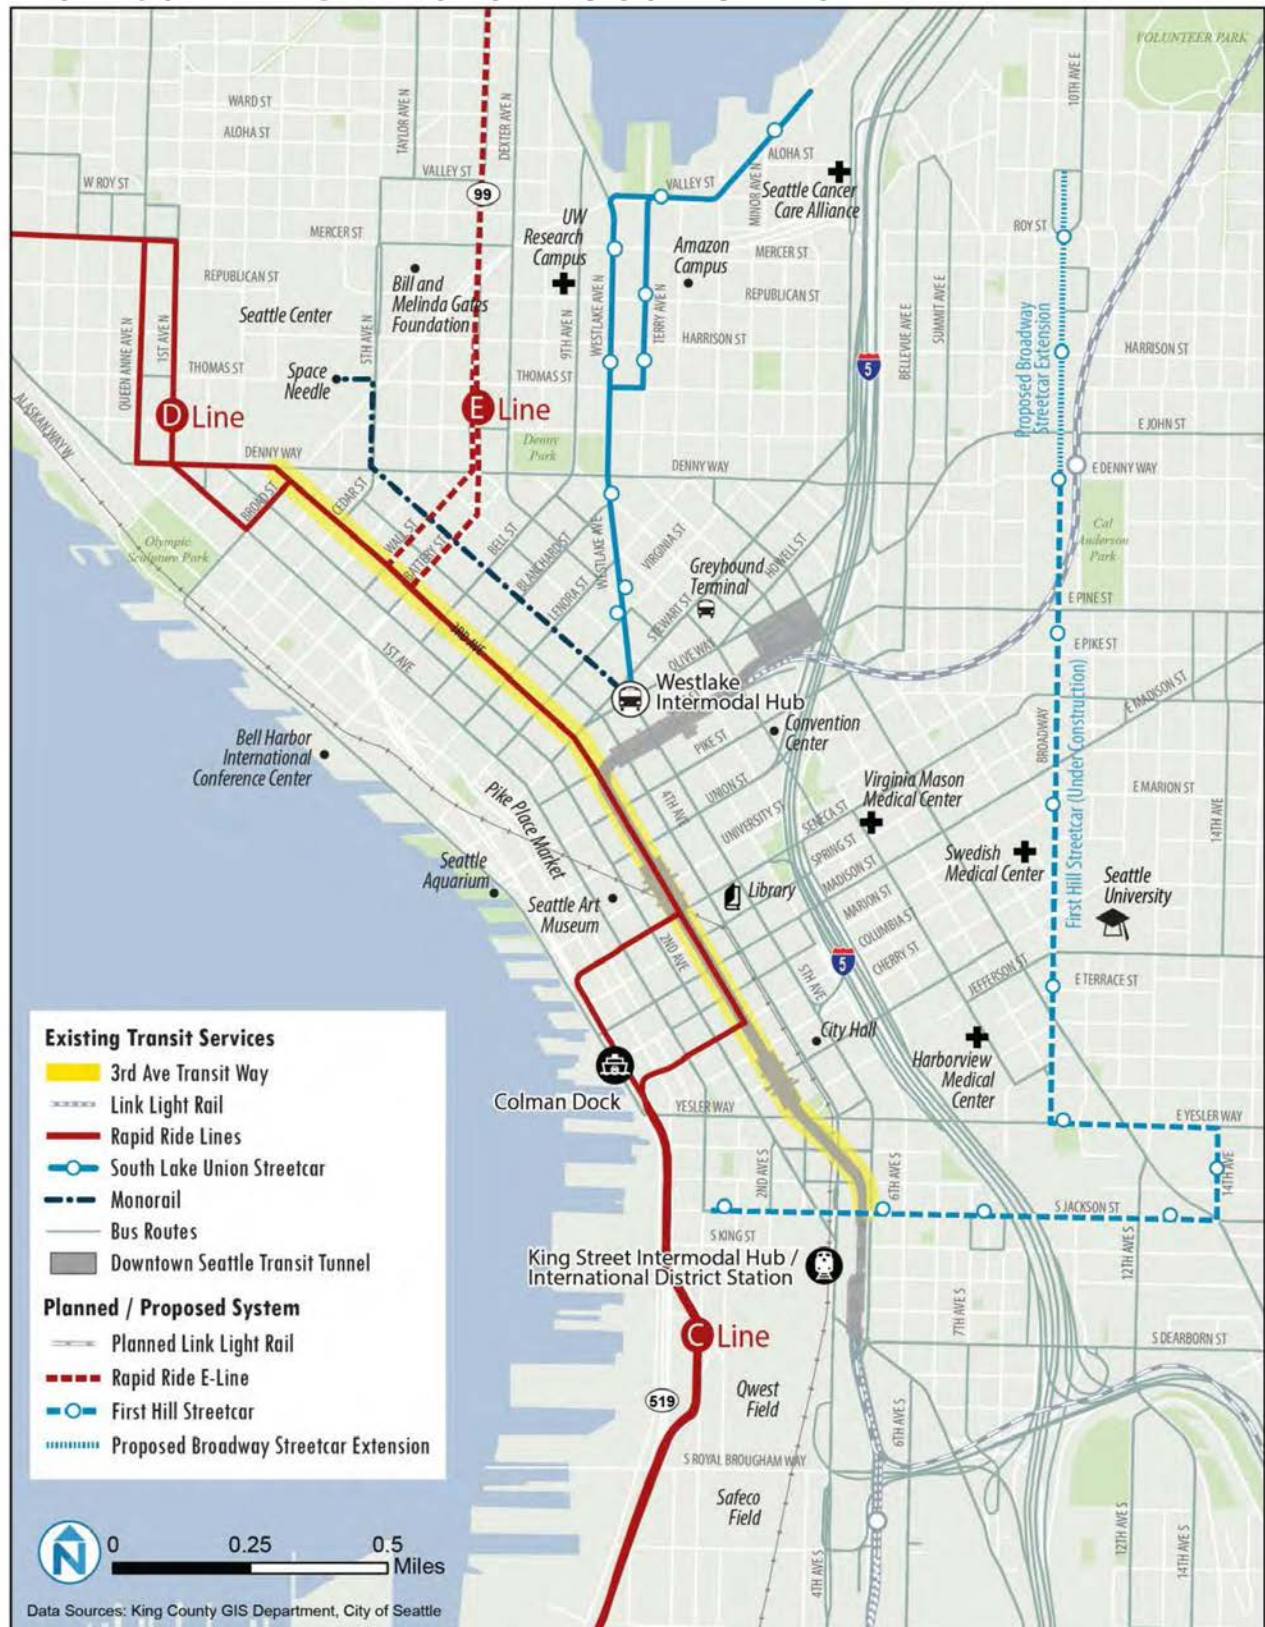 VOLUNTEER PARK
10TH AVE E
WARD ST
ALOHA ST
TAYLOR AVE N
DEXTER AVE N
VALLEY ST
W ROY ST
99
MERCER ST
UW
Research
Campus
VALLEY ST
ALOHA ST
MINOR AVE N
Seattle Cancer
Care Alliance
Amazon
Campus
MERCER ST
REPUBLICAN ST
HARRISON ST
ROY ST
REPUBLICAN ST
Seattle Center
Bill and
Melinda Gates
Foundation
5TH AVE N
9TH AVE N
WESTLAKE AVE N
TERRY AVE N
BELLEVUE AVE E
SUMMIT AVE E
Proposed Broadway
Streetcar Extension
HARRISON ST
QUEEN ANNE AVE N
1ST AVE N
THOMAS ST
Space
Needle
THOMAS ST
5
D Line
E Line
ALASKAN WAY W
DENNY WAY
Denny
Park
DENNY WAY
E JOHN ST
E DENNY WAY
BROAD ST
CEDAR ST
WALL ST
BATTERY ST
BELL ST
BLANCHARD ST
LENORA ST
WESTLAKE AVE
VIRGINIA ST
STEWART ST
HOWELL ST
OLIVE WAY
Greyhound
Terminal
Olympic
Sculpture Park
Cal
Anderson
Park
E PINE ST
E PIKE ST
1ST AVE
3RD AVE
Westlake
Intermodal Hub
E MADISON ST
Bell Harbor
International
Conference Center
PIKE ST
Convention
Center
UNION ST
UNIVERSITY ST
4TH AVE
Pike Place Market
BROADWAY
First Hill Streetcar (Under Construction)
E MARION ST
14TH AVE
Virginia Mason
Medical Center
SENECA ST
SPRING ST
MADISON ST
MARION ST
COLUMBIA ST
CHERRY ST
Swedish
Medical Center
Seattle
University
Seattle
Aquarium
Seattle Art
Museum
Library
2ND AVE
5TH AVE
5
JEFFERSON ST
E TERRACE ST
City Hall
Harborview
Medical
Center
Colman Dock
YESLER WAY
E YESLER WAY
2ND AVE S
6TH AVE S
14TH AVE
S JACKSON ST
S KING ST
12TH AVE S
King Street Intermodal Hub /
International District Station
7TH AVE S
S DEARBORN ST
C Line
519
Qwest
Field
6TH AVE S
S ROYAL BROUGHAM WAY
Safeco
Field
4TH AVE S
12TH AVE S
14TH AVE S
Existing Transit Services
3rd Ave Transit Way
Link Light Rail
Rapid Ride Lines
South Lake Union Streetcar
Monorail
Bus Routes
Downtown Seattle Transit Tunnel
Planned / Proposed System
Planned Link Light Rail
Rapid Ride E-Line
First Hill Streetcar
Proposed Broadway Streetcar Extension
N
0 0.25 0.5
Miles
Data Sources: King County GIS Department, City of Seattle